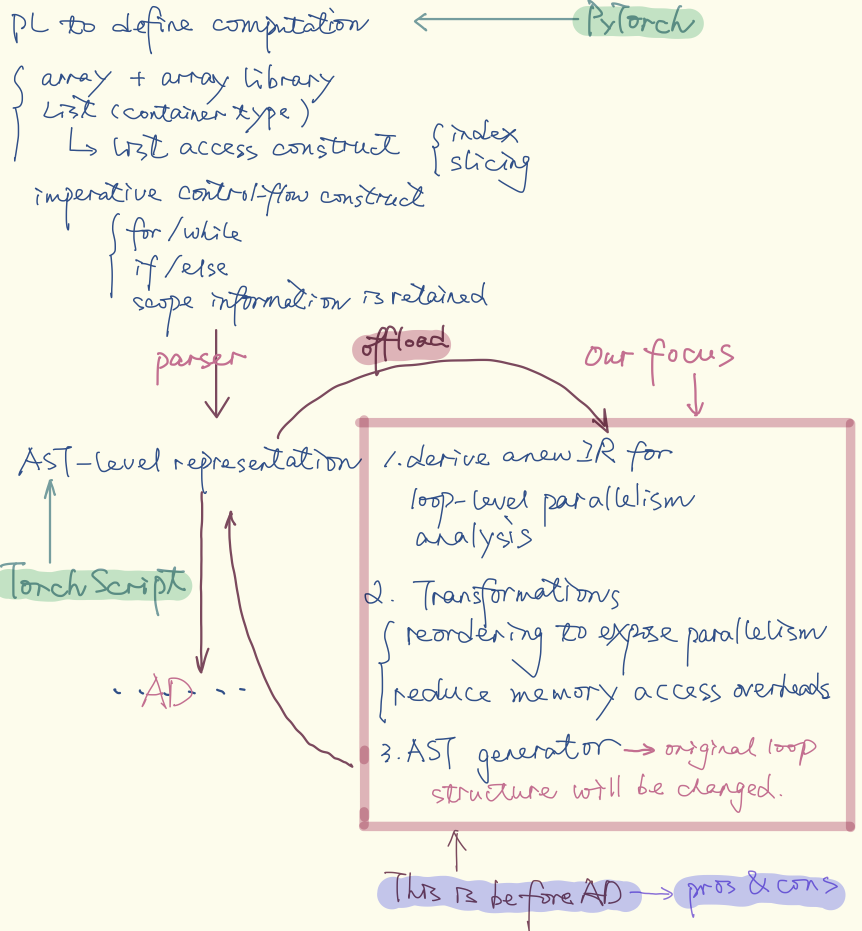 PL to define computation
PyTorch
array + array library
List (container type)
List access construct
index
slicing
imperative control-flow construct
for/while
if/else
scope information is retained
parser
offload
Our focus
AST-level representation
1. derive a new IR for
loop-level parallelism
analysis
TorchScript
2. Transformations
reordering to expose parallelism
reduce memory access overheads
. . AD . . .
3. AST generator → original loop
structure will be changed.
This is before AD → pros & cons